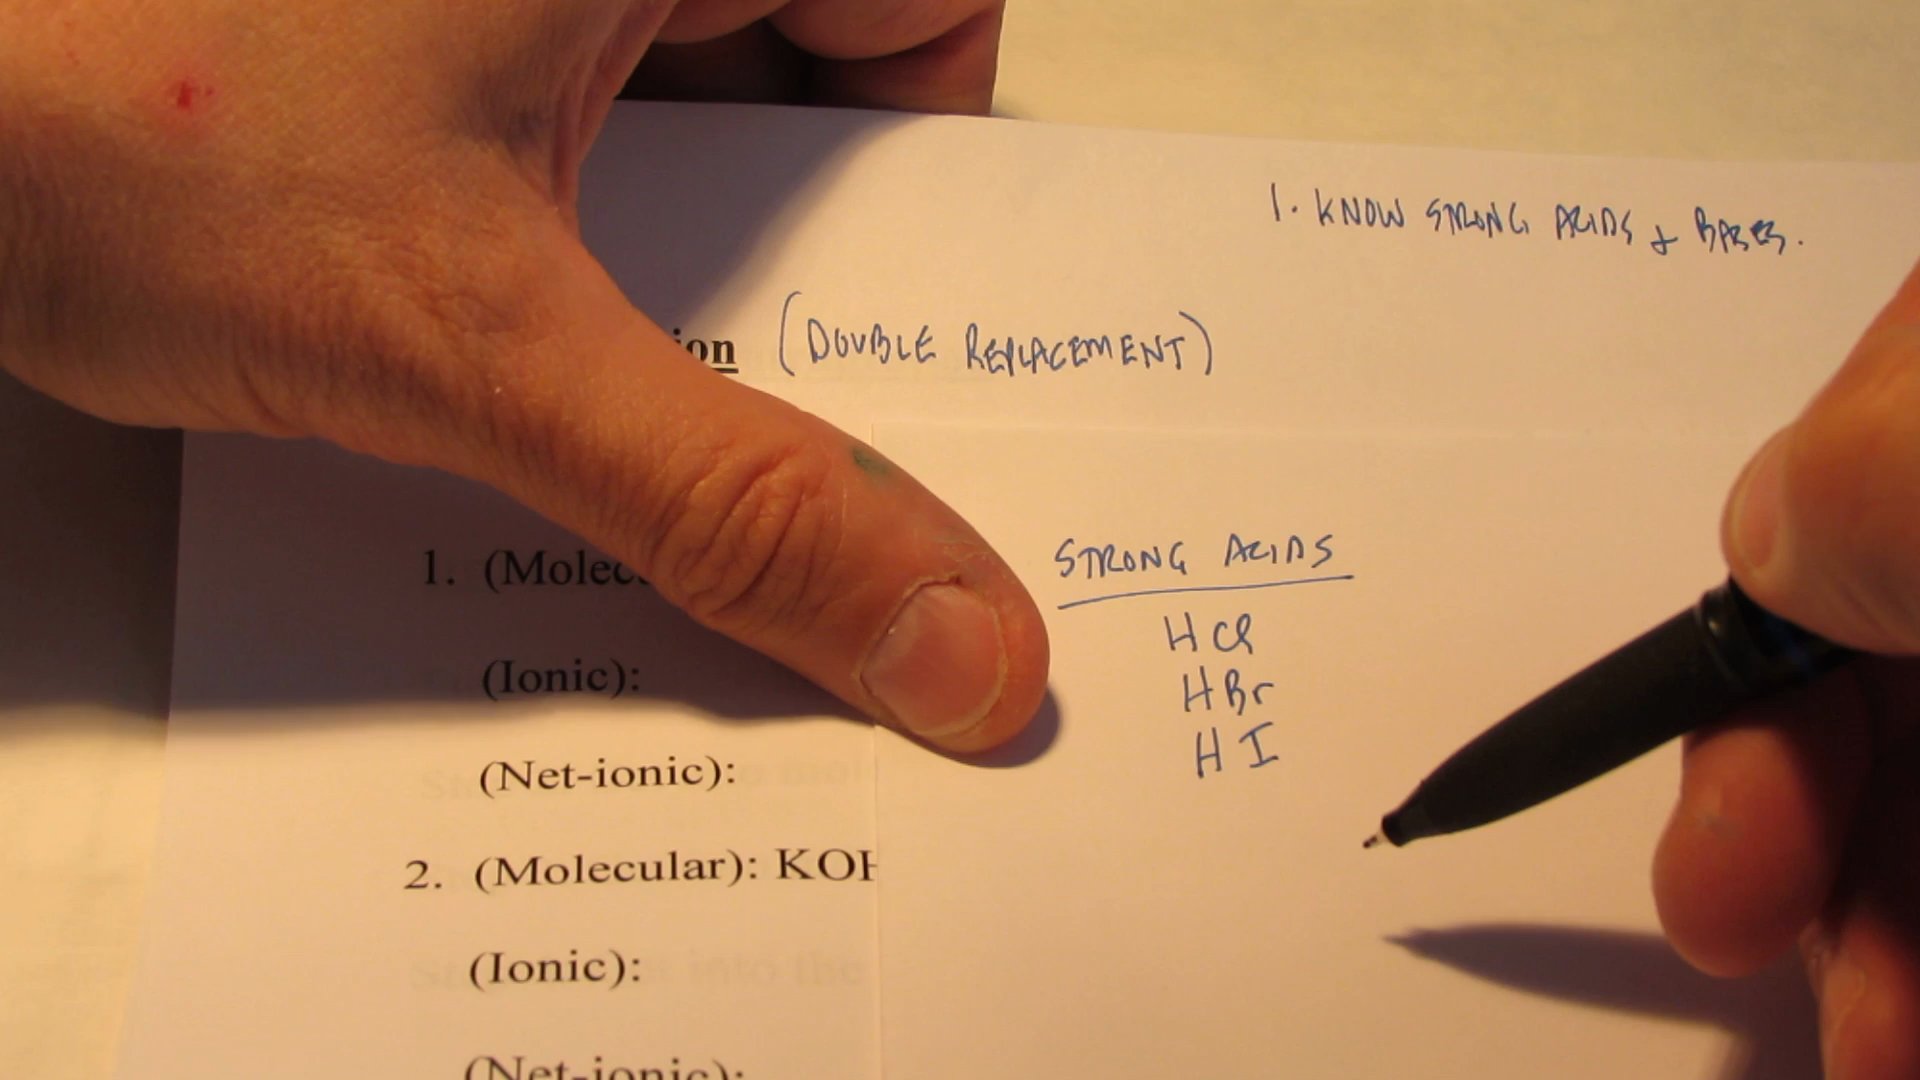 1. KNOW STRONG ACIDS & BASES.
ion (DOUBLE REPLACEMENT)
STRONG ACIDS
HCl
HBr
HI
1. (Molec
(Ionic):
(Net-ionic):
2. (Molecular): KOH
(Ionic):
(Net-ionic):